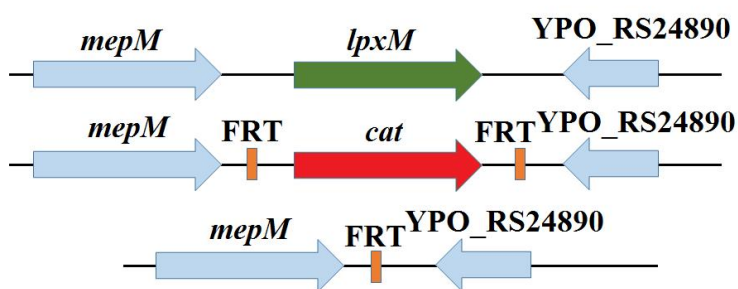 mepM lpxM YPO_RS24890
mepM FRT cat FRT YPO_RS24890
mepM FRT YPO_RS24890